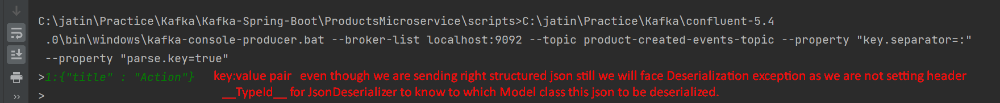 C:\jatin\Practice\Kafka\Kafka-Spring-Boot\ProductsMicroservice\scripts>C:\jatin\Practice\Kafka\confluent-5.4
.0\bin\windows\kafka-console-producer.bat --broker-list localhost:9092 --topic product-created-events-topic --property "key.separator=:"
--property "parse.key=true"
>1:{"title" : "Action"} key:value pair even though we are sending right structured json still we will face Deserialization exception as we are not setting header
> __TypeId__ for JsonDeserializer to know to which Model class this json to be deserialized.